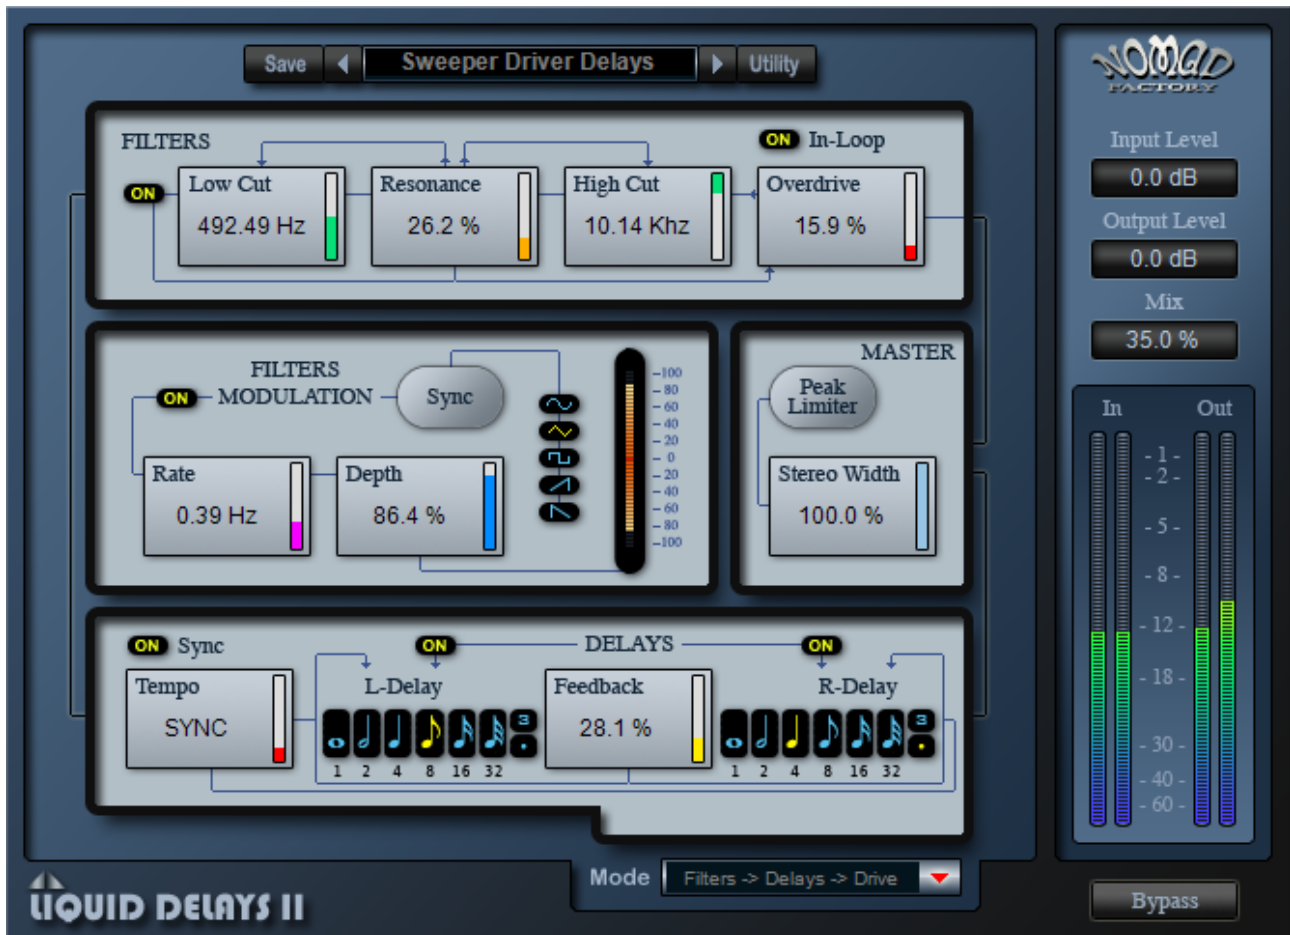 Save
Sweeper Driver Delays
Utility
NOMAD
FACTORY
FILTERS
ON In-Loop
ON
Low Cut
492.49 Hz
Resonance
26.2 %
High Cut
10.14 Khz
Overdrive
15.9 %
Input Level
0.0 dB
Output Level
0.0 dB
Mix
35.0 %
FILTERS
ON MODULATION
Sync
Rate
0.39 Hz
Depth
86.4 %
100
80
60
40
20
0
20
40
60
80
100
MASTER
Peak
Limiter
Stereo Width
100.0 %
In Out
1
2
5
8
12
18
30
40
60
ON Sync
ON DELAYS ON
Tempo
SYNC
L-Delay
1 2 4 8 16 32
3
Feedback
28.1 %
R-Delay
1 2 4 8 16 32
3
Mode Filters -> Delays -> Drive
LIQUID DELAYS II
Bypass